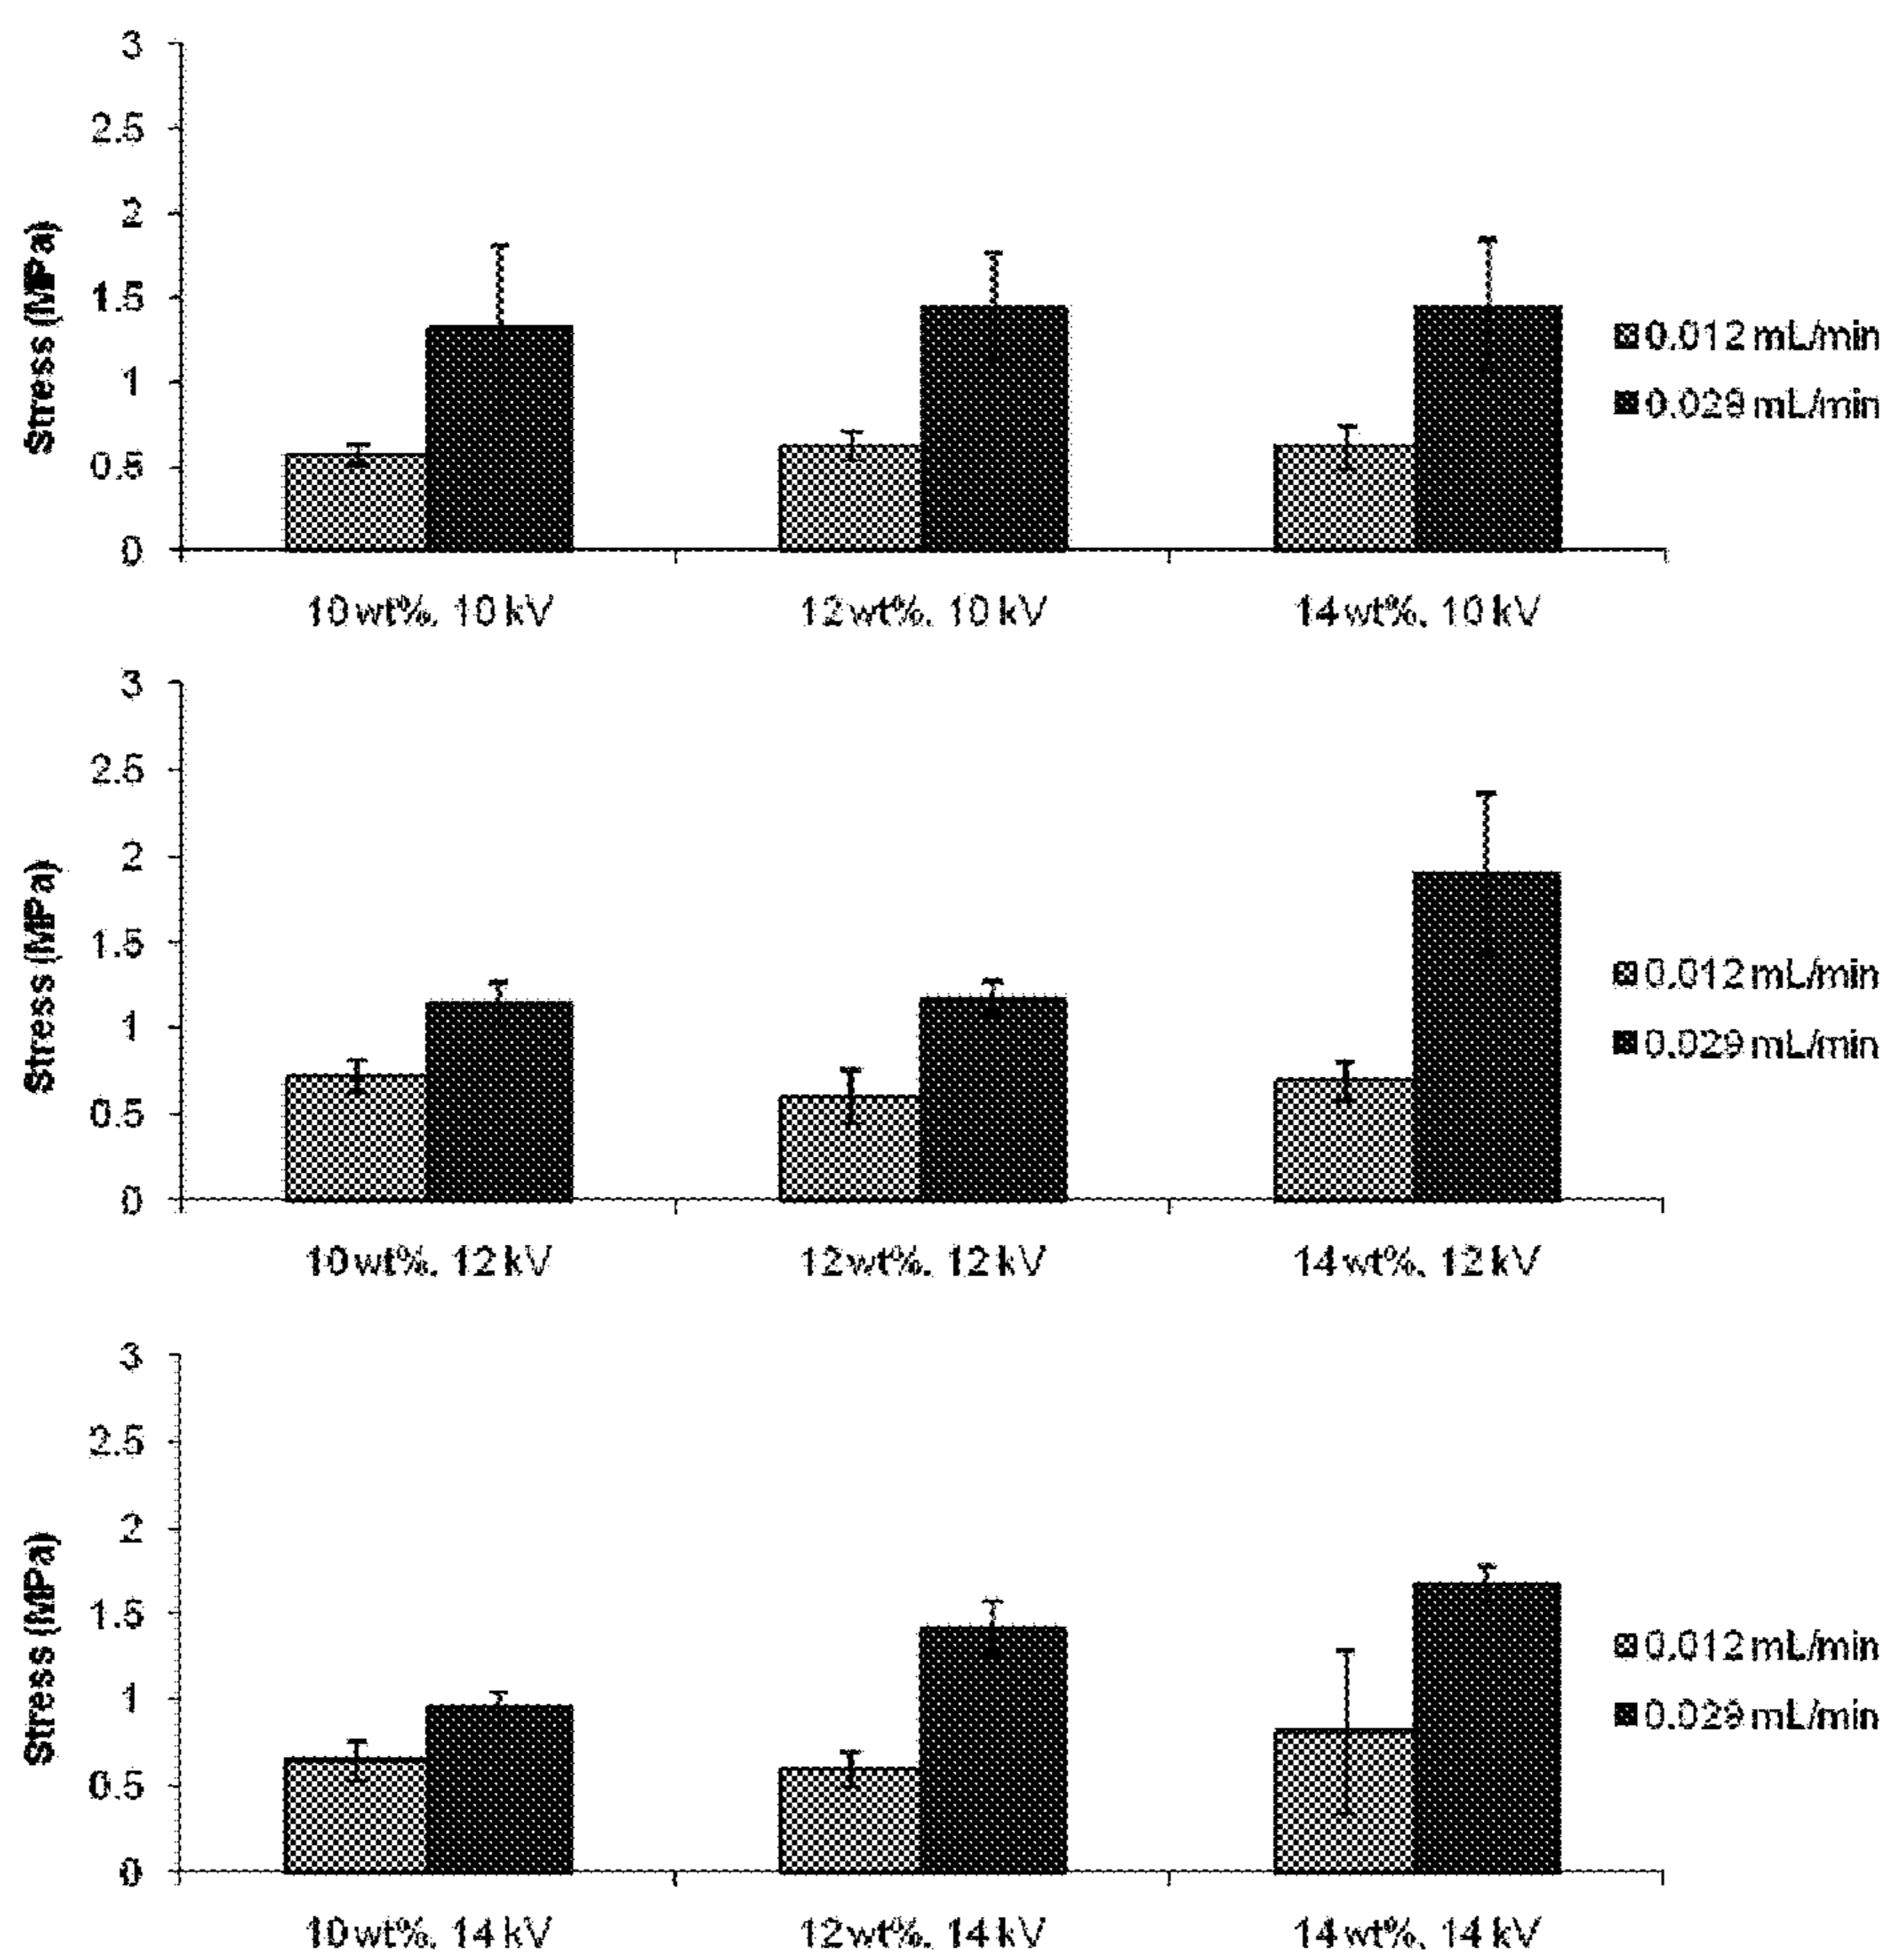 3
2.5
2
1.5
1
0.5
0
Stress (MPa)
0.012 mL/min
0.029 mL/min
10 wt%, 10 kV
12 wt%, 10 kV
14 wt%, 10 kV
3
2.5
2
1.5
1
0.5
0
Stress (MPa)
0.012 mL/min
0.029 mL/min
10 wt%, 12 kV
12 wt%, 12 kV
14 wt%, 12 kV
3
2.5
2
1.5
1
0.5
0
Stress (MPa)
0.012 mL/min
0.029 mL/min
10 wt%, 14 kV
12 wt%, 14 kV
14 wt%, 14 kV